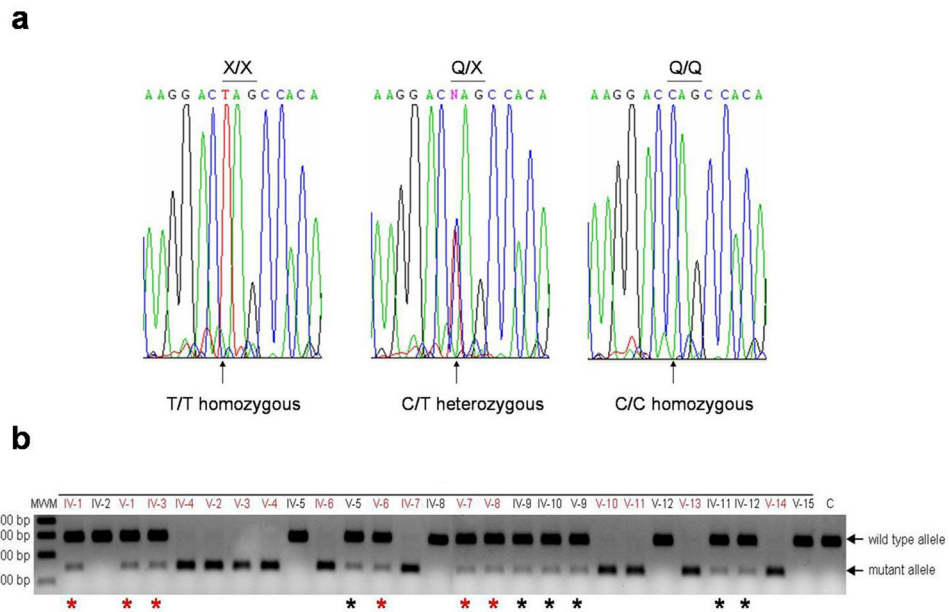 a
X/X Q/X Q/Q
AAGGACTAGCCACA AAGGACNAGCCACA AAGGACCAGCCACA
T/T homozygous C/T heterozygous C/C homozygous
b
MWM IV-1 IV-2 V-1 IV-3 IV-4 V-2 V-3 V-4 IV-5 IV-6 V-5 V-6 IV-7 IV-8 V-7 V-8 IV-9 IV-10 V-9 V-10 V-11 V-12 V-13 IV-11 IV-12 V-14 V-15 C
00 bp
00 bp wild type allele
00 bp
mutant allele
00 bp
* * * * * * * * * * * *